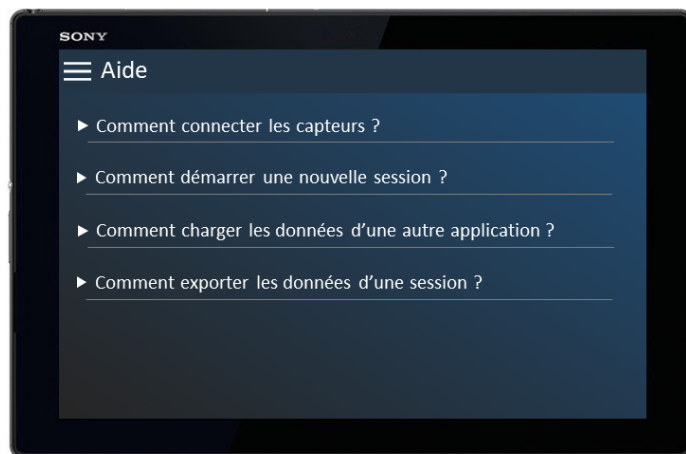 SONY
Aide
Comment connecter les capteurs ?
Comment démarrer une nouvelle session ?
Comment charger les données d’une autre application ?
Comment exporter les données d’une session ?